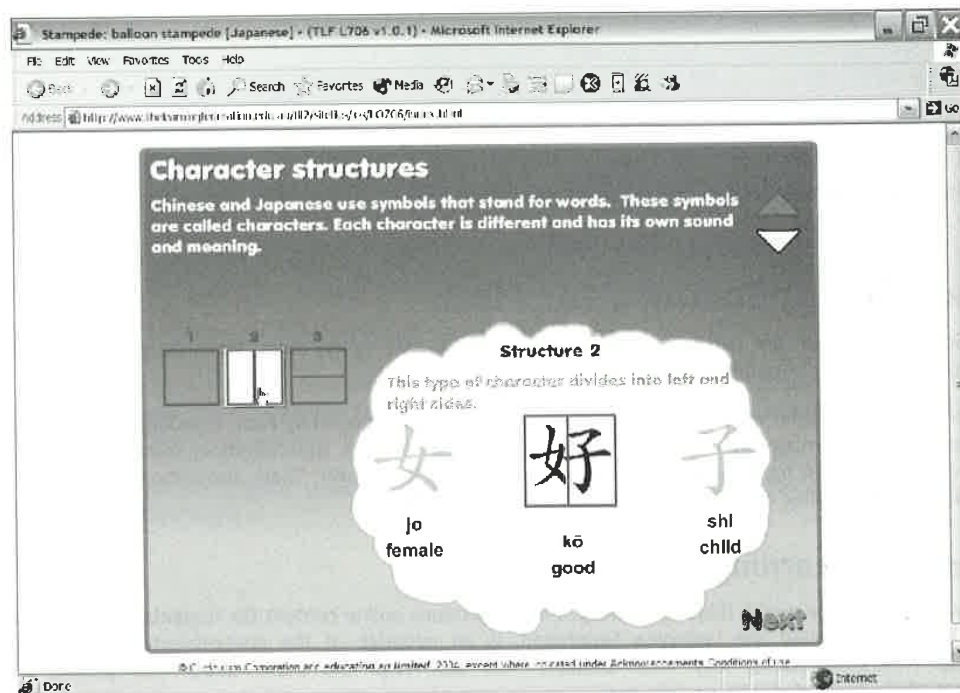 Stampede: balloon stampede [Japanese] - (TLF L706 v1.0.1) - Microsoft Internet Explorer
File Edit View Favorites Tools Help
Back Search Favorites Media
Address Go
Character structures
Chinese and Japanese use symbols that stand for words. These symbols
are called characters. Each character is different and has its own sound
and meaning.
1 2 3
Structure 2
This type of character divides into left and
right sides.
女 好 子
jo kō shi
female good child
Next
Done Internet